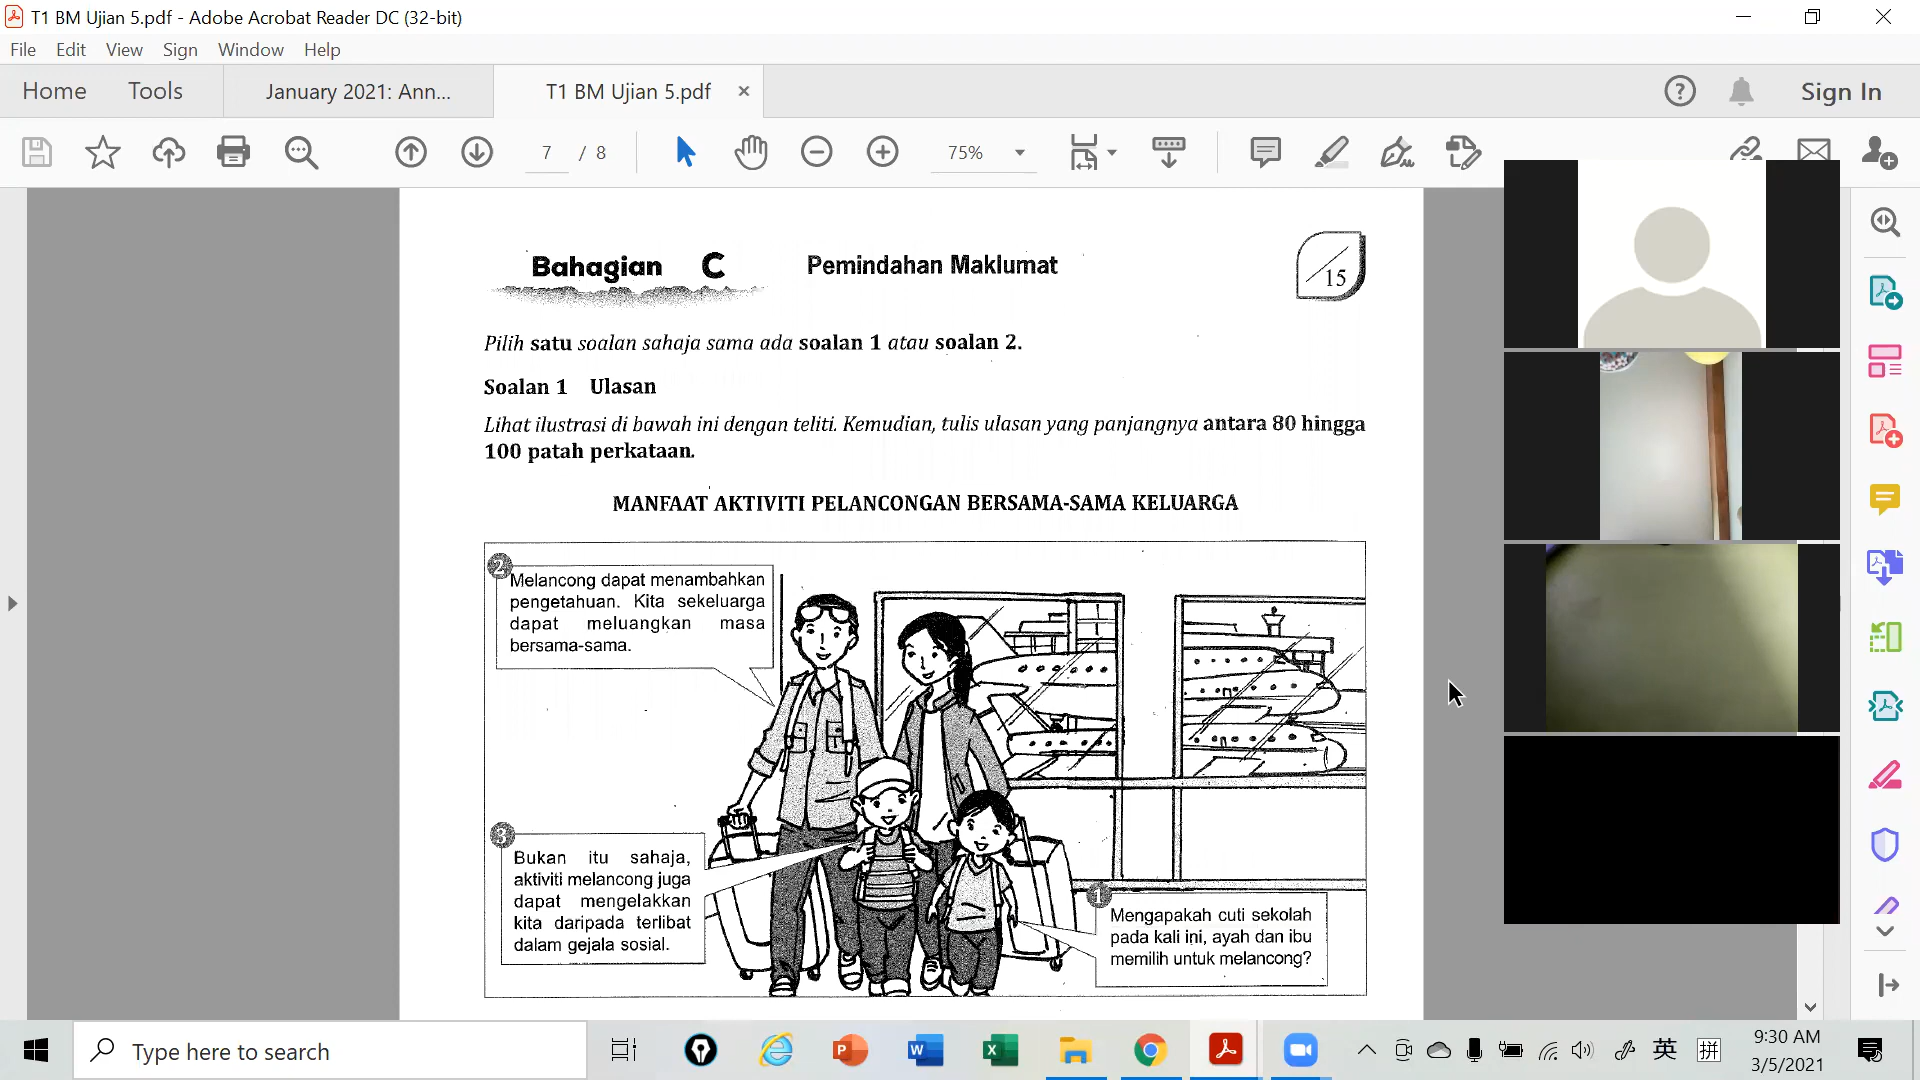 T1 BM Ujian 5.pdf - Adobe Acrobat Reader DC (32-bit)
File Edit View Sign Window Help
Home Tools January 2021: Ann... T1 BM Ujian 5.pdf
Sign In
7 / 8
75%
Bahagian C Pemindahan Maklumat
15
Pilih satu soalan sahaja sama ada soalan 1 atau soalan 2.
Soalan 1 Ulasan
Lihat ilustrasi di bawah ini dengan teliti. Kemudian, tulis ulasan yang panjangnya antara 80 hingga
100 patah perkataan.
MANFAAT AKTIVITI PELANCONGAN BERSAMA-SAMA KELUARGA
2
Melancong dapat menambahkan
pengetahuan. Kita sekeluarga
dapat meluangkan masa
bersama-sama.
3
Bukan itu sahaja,
aktiviti melancong juga
dapat mengelakkan
kita daripada terlibat
dalam gejala sosial.
1
Mengapakah cuti sekolah
pada kali ini, ayah dan ibu
memilih untuk melancong?
Type here to search
英 拼
9:30 AM
3/5/2021